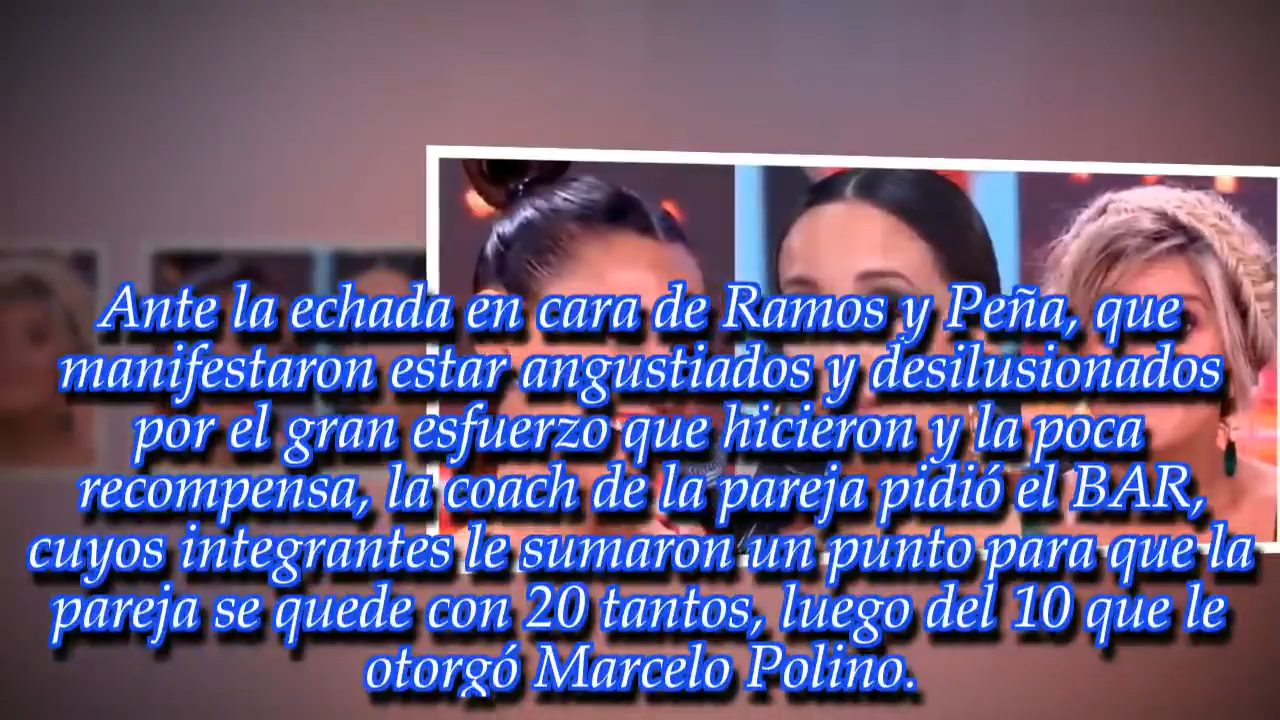 Ante la echada en cara de Ramos y Peña, que
manifestaron estar angustiados y desilusionados
por el gran esfuerzo que hicieron y la poca
recompensa, la coach de la pareja pidió el BAR,
cuyos integrantes le sumaron un punto para que la
pareja se quede con 20 tantos, luego del 10 que le
otorgó Marcelo Polino.